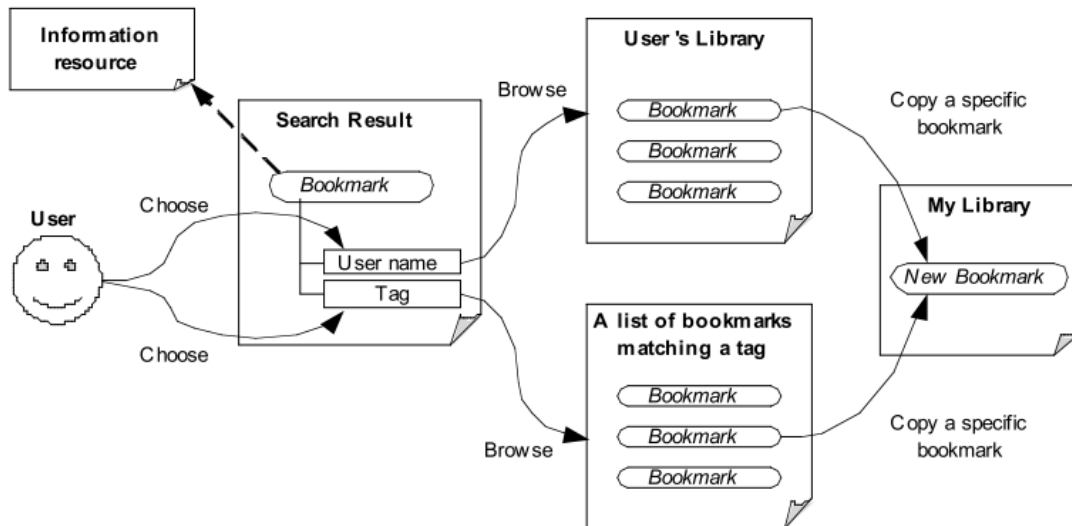 Information
resource
Search Result
Bookmark
User name
Tag
User
Choose
Choose
Browse
Browse
User's Library
Bookmark
Bookmark
Bookmark
A list of bookmarks
matching a tag
Bookmark
Bookmark
Bookmark
Copy a specific
bookmark
My Library
New Bookmark
Copy a specific
bookmark